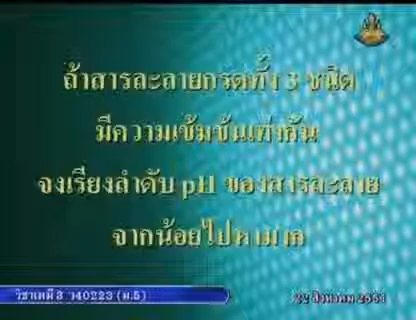 ถ้าสารละลายกรดทั้ง 3 ชนิด
มีความเข้มข้นเท่ากัน
จงเรียงลำดับ pH ของสารละลาย
จากน้อยไปหามาก
วิชาเคมี 3 ว40223 (ม.5)
22 สิงหาคม 2551